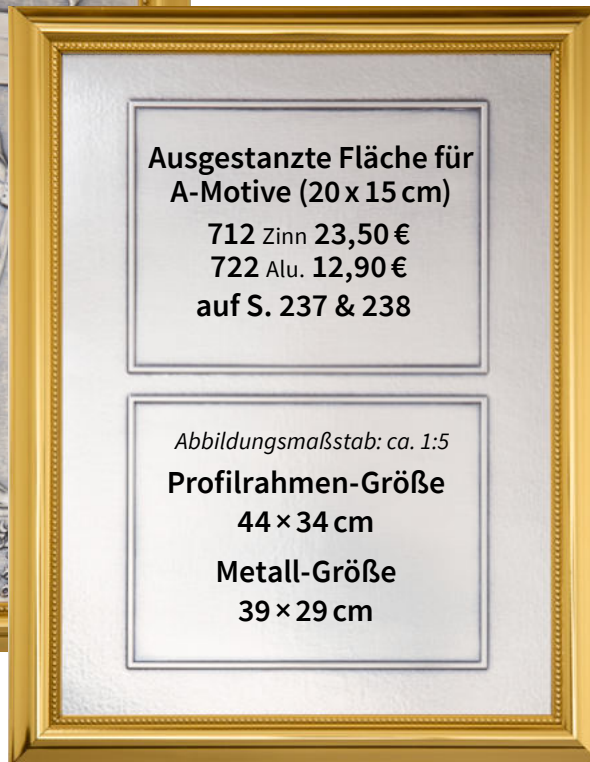 Ausgestanzte Fläche für
A-Motive (20 x 15 cm)
712 Zinn 23,50 €
722 Alu. 12,90 €
auf S. 237 & 238
Abbildungsmaßstab: ca. 1:5
Profilrahmen-Größe
44 × 34 cm
Metall-Größe
39 × 29 cm